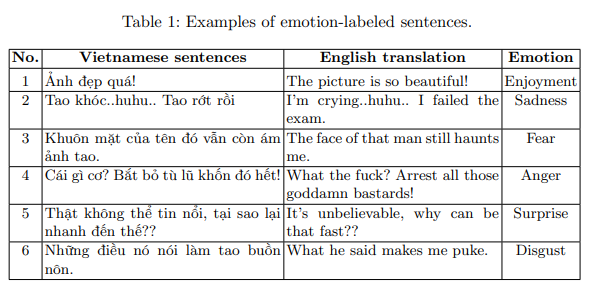 Table 1: Examples of emotion-labeled sentences.
No. Vietnamese sentences English translation Emotion
1 Ảnh đẹp quá! The picture is so beautiful! Enjoyment
2 Tao khóc..huhu.. Tao rớt rồi I'm crying..huhu.. I failed the Sadness
exam.
3 Khuôn mặt của tên đó vẫn còn ám The face of that man still haunts Fear
ảnh tao. me.
4 Cái gì cơ? Bắt bỏ tù lũ khốn đó hết! What the fuck? Arrest all those Anger
goddamn bastards!
5 Thật không thể tin nổi, tại sao lại It's unbelievable, why can be Surprise
nhanh đến thế?? that fast??
6 Những điều nó nói làm tao buồn What he said makes me puke. Disgust
nôn.